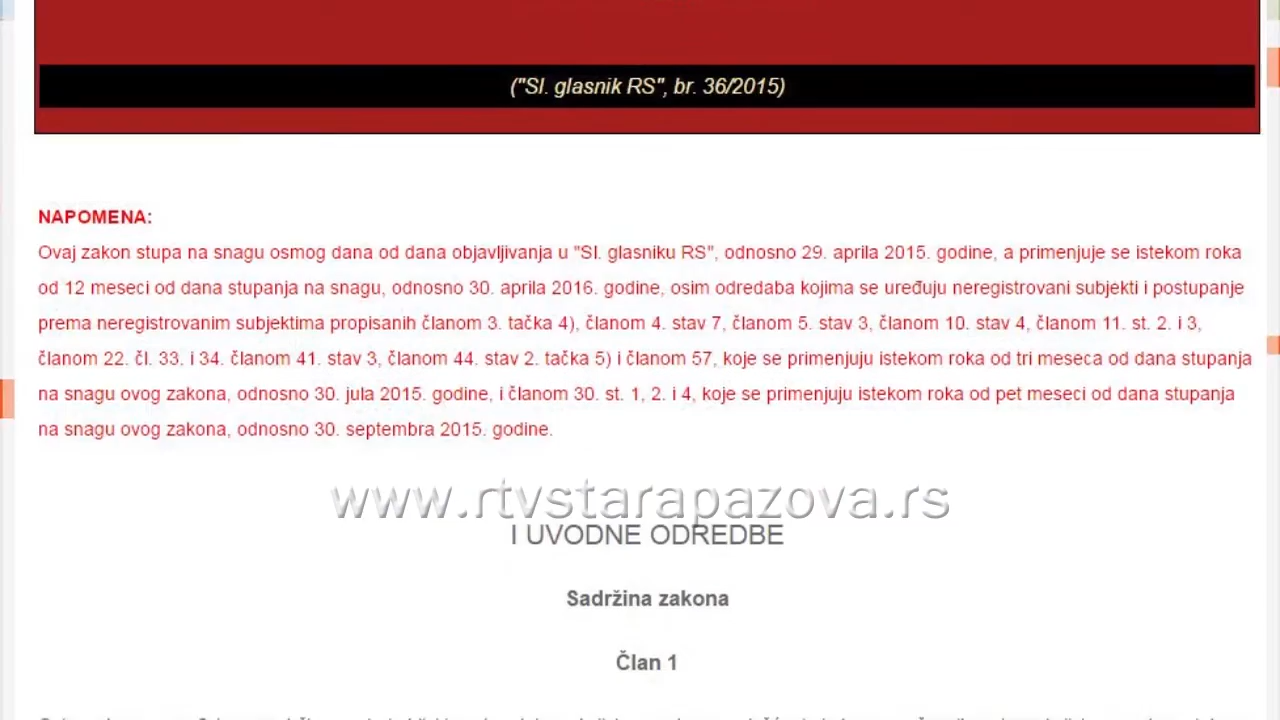 ("Sl. glasnik RS", br. 36/2015)
NAPOMENA:
Ovaj zakon stupa na snagu osmog dana od dana objavljivanja u "Sl. glasniku RS", odnosno 29. aprila 2015. godine, a primenjuje se istekom roka
od 12 meseci od dana stupanja na snagu, odnosno 30. aprila 2016. godine, osim odredaba kojima se uređuju neregistrovani subjekti i postupanje
prema neregistrovanim subjektima propisanih članom 3. tačka 4), članom 4. stav 7, članom 5. stav 3, članom 10. stav 4, članom 11. st. 2. i 3,
članom 22. čl. 33. i 34. članom 41. stav 3, članom 44. stav 2. tačka 5) i članom 57, koje se primenjuju istekom roka od tri meseca od dana stupanja
na snagu ovog zakona, odnosno 30. jula 2015. godine, i članom 30. st. 1, 2. i 4, koje se primenjuju istekom roka od pet meseci od dana stupanja
na snagu ovog zakona, odnosno 30. septembra 2015. godine.
www.rtvstarapazova.rs
I UVODNE ODREDBE
Sadržina zakona
Član 1